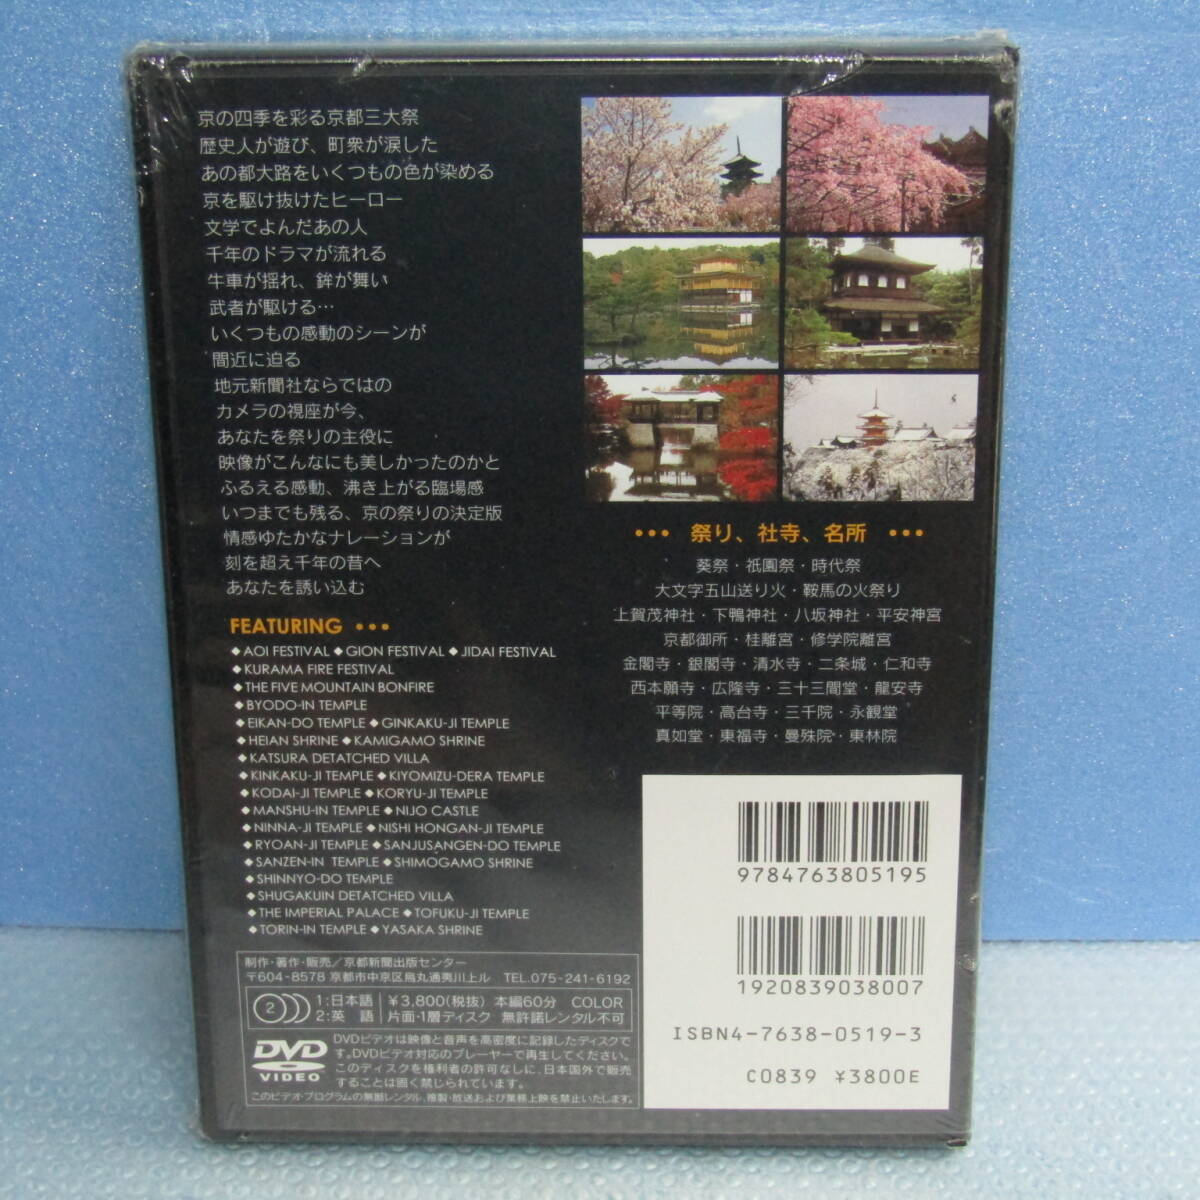 京の四季を彩る京都三大祭
歴史人が遊び、町衆が涙した
あの都大路をいくつもの色が染める
京を駆け抜けたヒーロー
文学でよんだあの人
千年のドラマが流れる
牛車が揺れ、鉾が舞い
武者が駆ける…
いくつもの感動のシーンが
間近に迫る
地元新聞社ならではの
カメラの視座が今、
あなたを祭りの主役に
映像がこんなにも美しかったのかと
ふるえる感動、沸き上がる臨場感
いつまでも残る、京の祭りの決定版
情感ゆたかなナレーションが
刻を超え千年の昔へ
あなたを誘い込む
FEATURING •••
◆AOI FESTIVAL ◆GION FESTIVAL ◆JIDAI FESTIVAL
◆KURAMA FIRE FESTIVAL
◆THE FIVE MOUNTAIN BONFIRE
◆BYODO-IN TEMPLE
◆EIKAN-DO TEMPLE ◆GINKAKU-JI TEMPLE
◆HEIAN SHRINE ◆KAMIGAMO SHRINE
◆KATSURA DETATCHED VILLA
◆KINKAKU-JI TEMPLE ◆KIYOMIZU-DERA TEMPLE
◆KODAI-JI TEMPLE ◆KORYU-JI TEMPLE
◆MANSHU-IN TEMPLE ◆NIJO CASTLE
◆NINNA-JI TEMPLE ◆NISHI HONGAN-JI TEMPLE
◆RYOAN-JI TEMPLE ◆SANJUSANGEN-DO TEMPLE
◆SANZEN-IN TEMPLE ◆SHIMOGAMO SHRINE
◆SHINNYO-DO TEMPLE
◆SHUGAKUIN DETATCHED VILLA
◆THE IMPERIAL PALACE ◆TOFUKU-JI TEMPLE
◆TORIN-IN TEMPLE ◆YASAKA SHRINE
制作・著作・販売／京都新聞出版センター
〒604-8578 京都市中京区烏丸通夷川上ル TEL.075-241-6192
2 1:日本語 ¥3,800(税抜) 本編60分 COLOR
2:英 語 片面・1層ディスク 無許諾レンタル不可
DVD VIDEO
DVDビデオは映像と音声を高密度に記録したディスクで
す。DVDビデオ対応のプレーヤーで再生してください。
このディスクを権利者の許可なしに、日本国外で販売
することは固く禁じられています。
このビデオ・プログラムの無断レンタル、複製・放送および業務上映を禁止いたします。
••• 祭り、社寺、名所 •••
葵祭・祇園祭・時代祭
大文字五山送り火・鞍馬の火祭り
上賀茂神社・下鴨神社・八坂神社・平安神宮
京都御所・桂離宮・修学院離宮
金閣寺・銀閣寺・清水寺・二条城・仁和寺
西本願寺・広隆寺・三十三間堂・龍安寺
平等院・高台寺・三千院・永観堂
真如堂・東福寺・曼殊院・東林院
9784763805195
1920839038007
ISBN4-7638-0519-3
C0839 ¥3800E